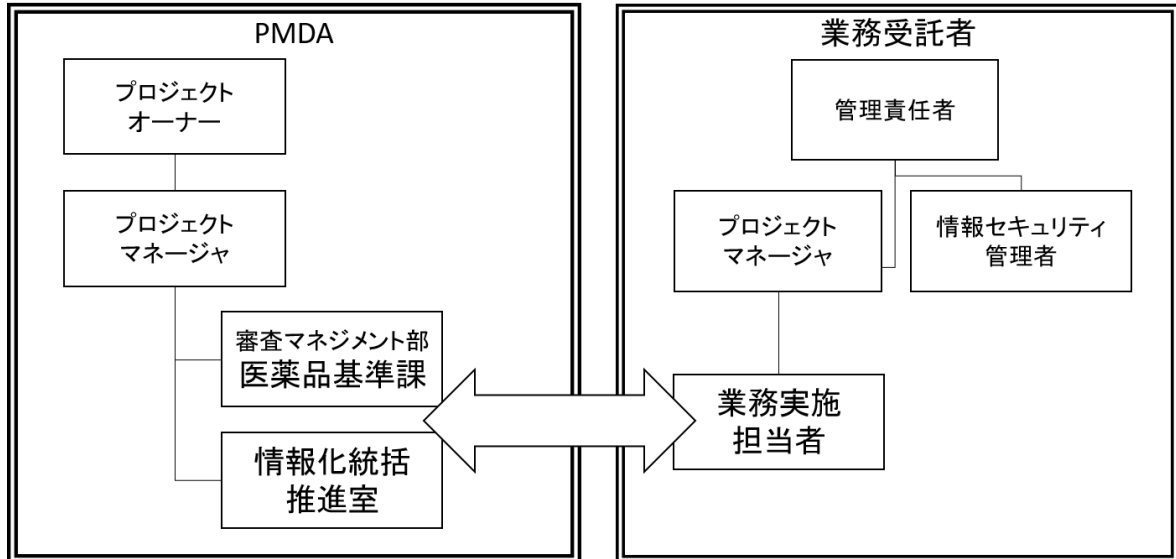 PMDA
プロジェクト
オーナー
プロジェクト
マネージャ
審査マネジメント部
医薬品基準課
情報化統括
推進室
業務受託者
管理責任者
プロジェクト
マネージャ
情報セキュリティ
管理者
業務実施
担当者